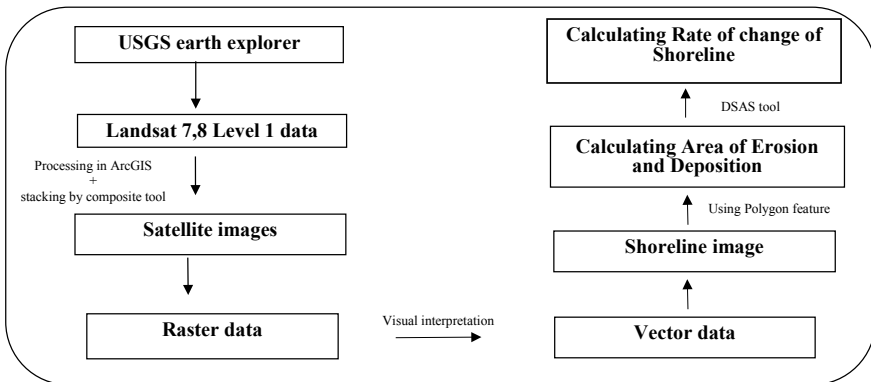 USGS earth explorer
Landsat 7,8 Level 1 data
Processing in ArcGIS
+
stacking by composite tool
Satellite images
Raster data
Visual interpretation
Vector data
Shoreline image
Using Polygon feature
Calculating Area of Erosion
and Deposition
DSAS tool
Calculating Rate of change of
Shoreline